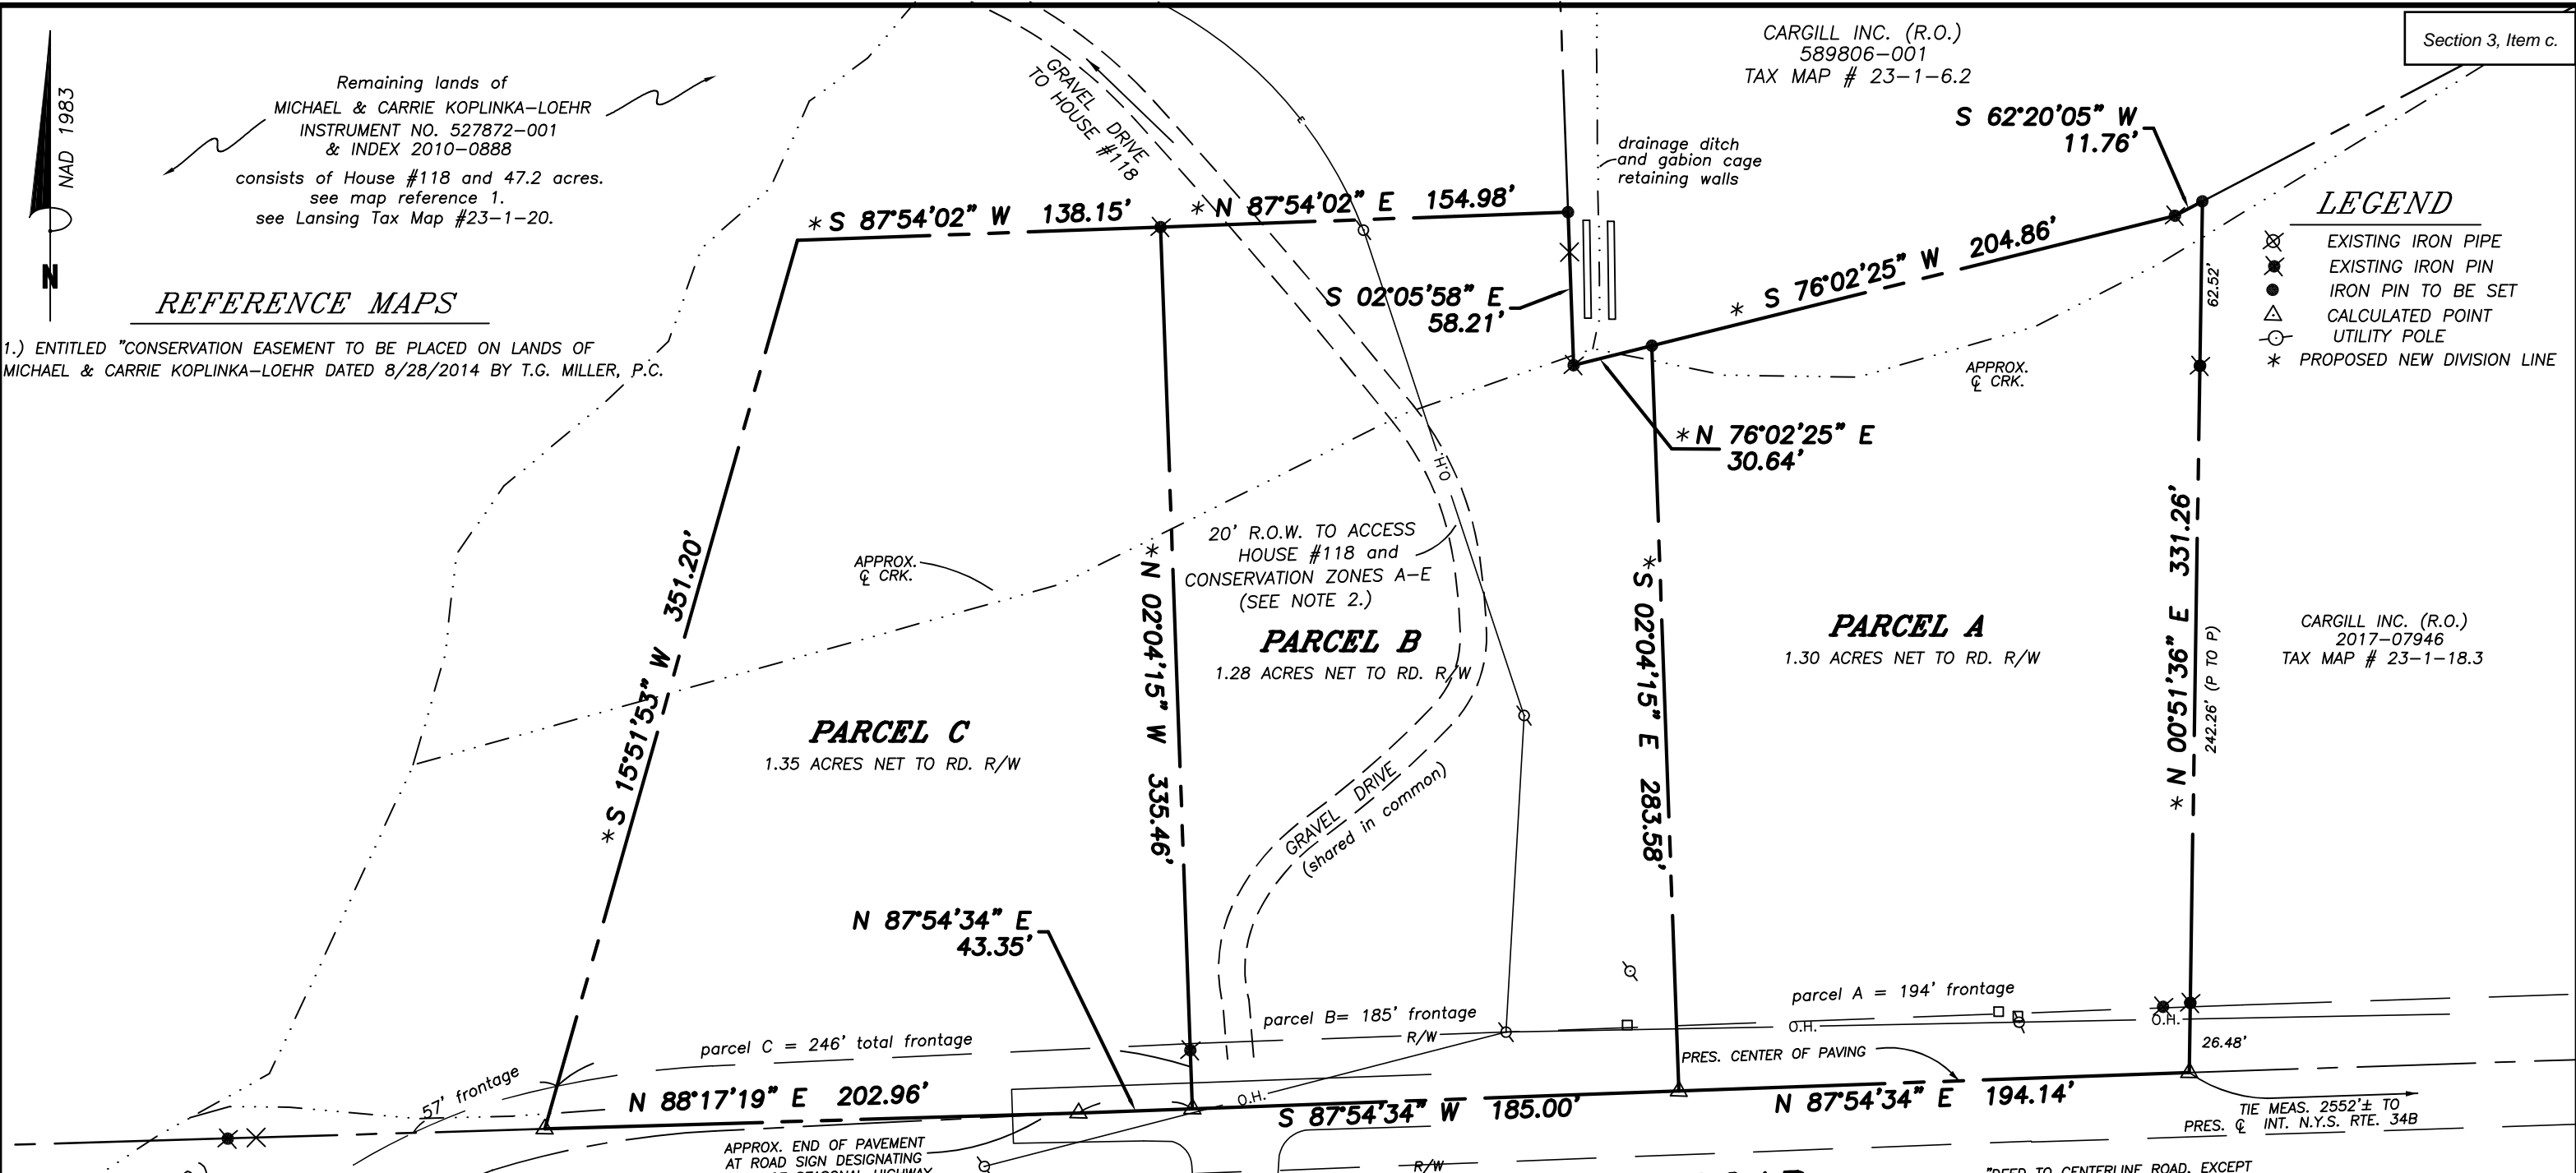 Section 3, Item c.
CARGILL INC. (R.O.)
589806-001
TAX MAP # 23-1-6.2
NAD 1983
N
Remaining lands of
MICHAEL & CARRIE KOPLINKA-LOEHR
INSTRUMENT NO. 527872-001
& INDEX 2010-0888
consists of House #118 and 47.2 acres.
see map reference 1.
see Lansing Tax Map #23-1-20.
REFERENCE MAPS
1.) ENTITLED "CONSERVATION EASEMENT TO BE PLACED ON LANDS OF
MICHAEL & CARRIE KOPLINKA-LOEHR DATED 8/28/2014 BY T.G. MILLER, P.C.
GRAVEL DRIVE
TO HOUSE #118
drainage ditch
and gabion cage
retaining walls
S 62°20'05" W
11.76'
LEGEND
EXISTING IRON PIPE
EXISTING IRON PIN
IRON PIN TO BE SET
CALCULATED POINT
UTILITY POLE
* PROPOSED NEW DIVISION LINE
* S 87°54'02" W 138.15'
* N 87°54'02" E 154.98'
S 02°05'58" E
58.21'
* S 76°02'25" W 204.86'
62.52'
APPROX.
℄ CRK.
* N 76°02'25" E
30.64'
O.H.
* S 15°51'53" W 351.20'
APPROX.
℄ CRK.
* N 02°04'15" W 335.46'
20' R.O.W. TO ACCESS
HOUSE #118 and
CONSERVATION ZONES A-E
(SEE NOTE 2.)
PARCEL B
1.28 ACRES NET TO RD. R/W
* S 02°04'15" E 283.58'
PARCEL A
1.30 ACRES NET TO RD. R/W
* N 00°51'36" E 331.26'
242.26' (P TO P)
CARGILL INC. (R.O.)
2017-07946
TAX MAP # 23-1-18.3
PARCEL C
1.35 ACRES NET TO RD. R/W
GRAVEL DRIVE
(shared in common)
N 87°54'34" E
43.35'
parcel A = 194' frontage
parcel B= 185' frontage
R/W
O.H.
O.H.
26.48'
parcel C = 246' total frontage
PRES. CENTER OF PAVING
57' frontage
N 88°17'19" E 202.96'
O.H.
S 87°54'34" W 185.00'
N 87°54'34" E 194.14'
TIE MEAS. 2552'± TO
PRES. ℄ INT. N.Y.S. RTE. 34B
APPROX. END OF PAVEMENT
AT ROAD SIGN DESIGNATING
R/W
"DEED TO CENTERLINE ROAD, EXCEPT